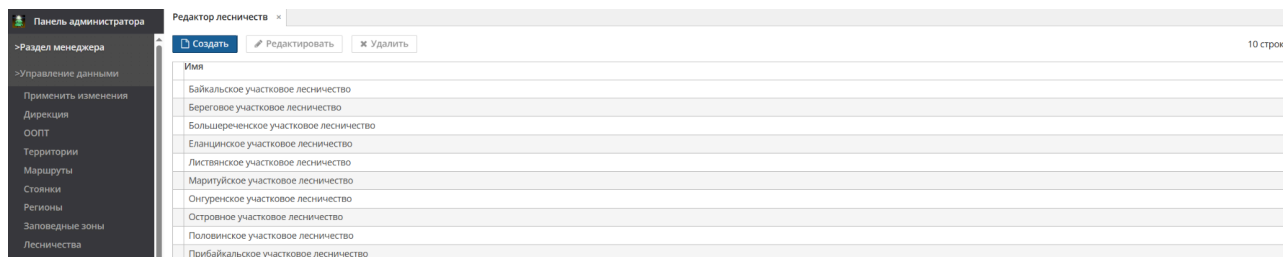 Панель администратора
>Раздел менеджера
>Управление данными
Применить изменения
Дирекция
ООПТ
Территории
Маршруты
Стоянки
Регионы
Заповедные зоны
Лесничества
Редактор лесничеств ×
Создать Редактировать Удалить 10 строк
Имя
Байкальское участковое лесничество
Береговое участковое лесничество
Большереченское участковое лесничество
Еланцинское участковое лесничество
Листвянское участковое лесничество
Маритуйское участковое лесничество
Онгуренское участковое лесничество
Островное участковое лесничество
Половинское участковое лесничество
Прибайкальское участковое лесничество